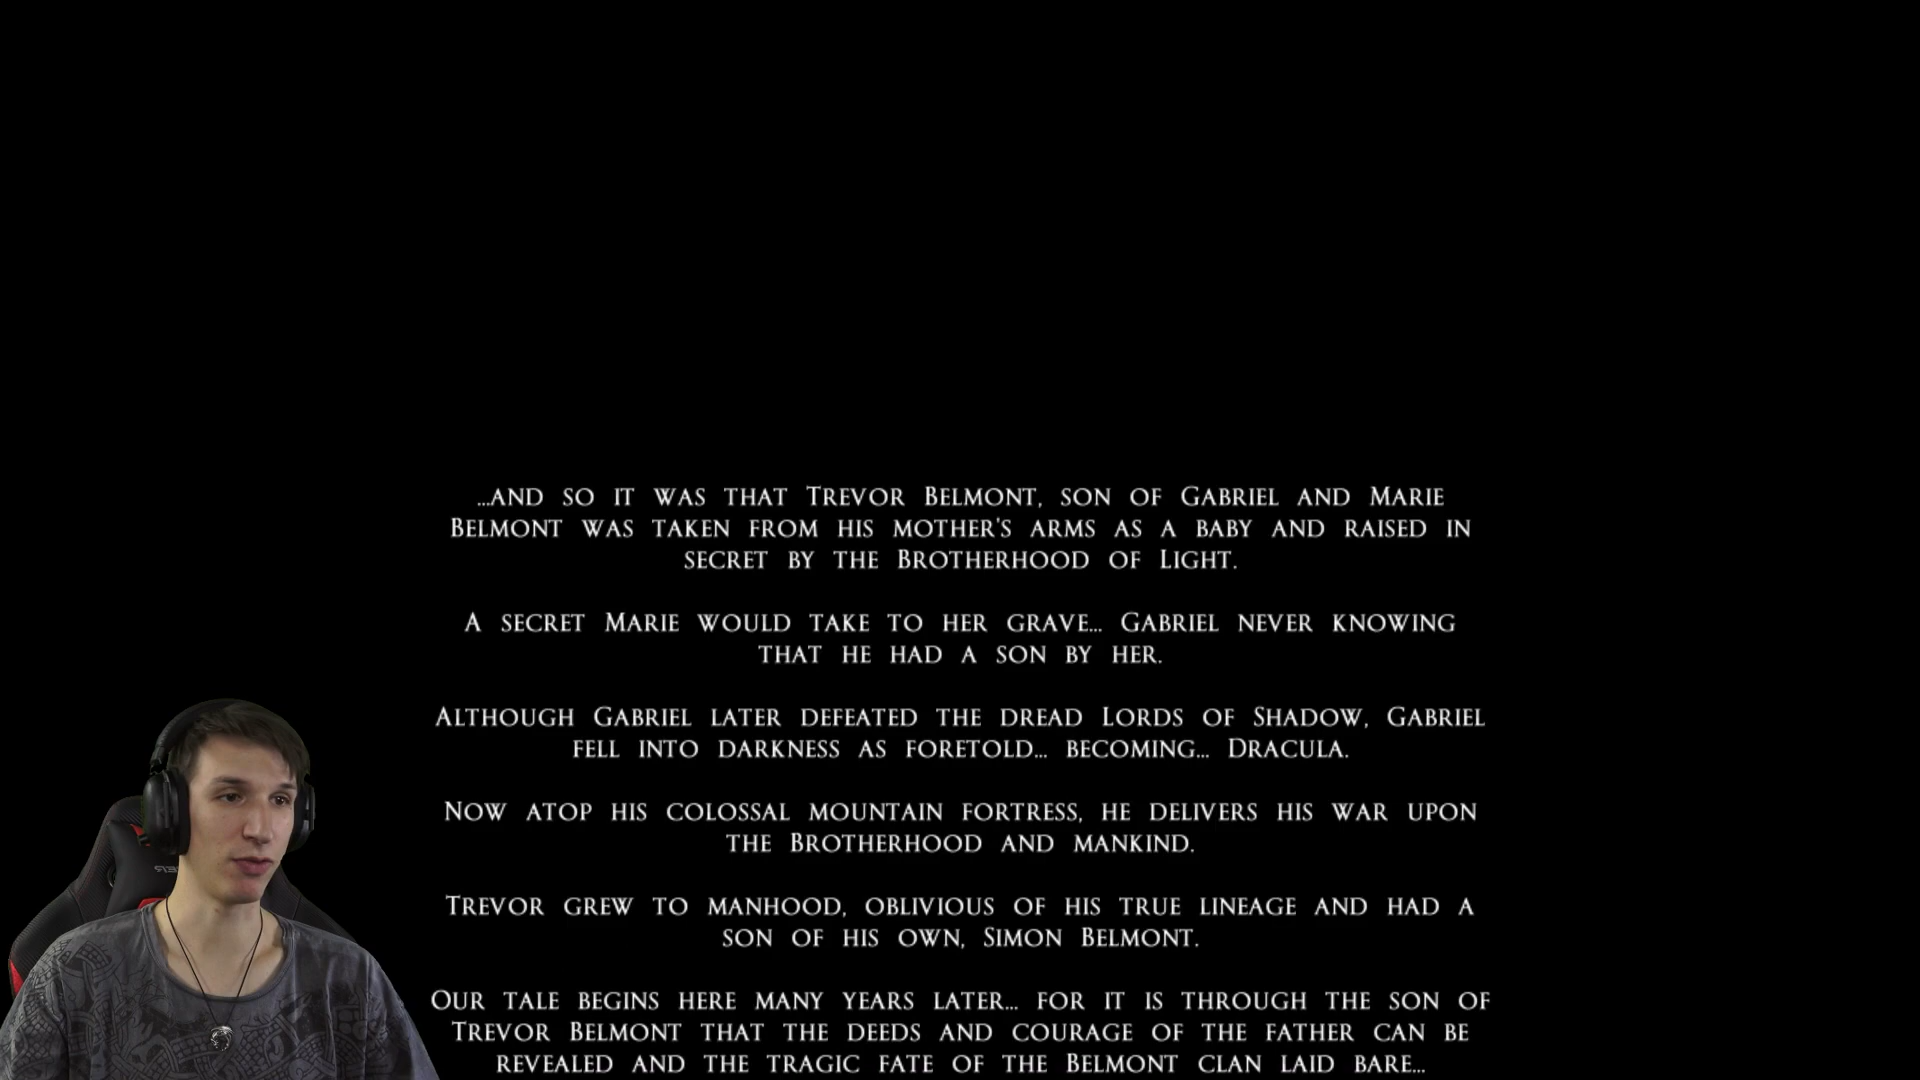 ...and so it was that Trevor Belmont, son of Gabriel and Marie
Belmont was taken from his mother's arms as a baby and raised in
secret by the Brotherhood of Light.
A secret Marie would take to her grave... Gabriel never knowing
that he had a son by her.
Although Gabriel later defeated the dread Lords of Shadow, Gabriel
fell into darkness as foretold... becoming... Dracula.
Now atop his colossal mountain fortress, he delivers his war upon
the Brotherhood and mankind.
Trevor grew to manhood, oblivious of his true lineage and had a
son of his own, Simon Belmont.
Our tale begins here many years later... for it is through the son of
Trevor Belmont that the deeds and courage of the father can be
revealed and the tragic fate of the Belmont clan laid bare...